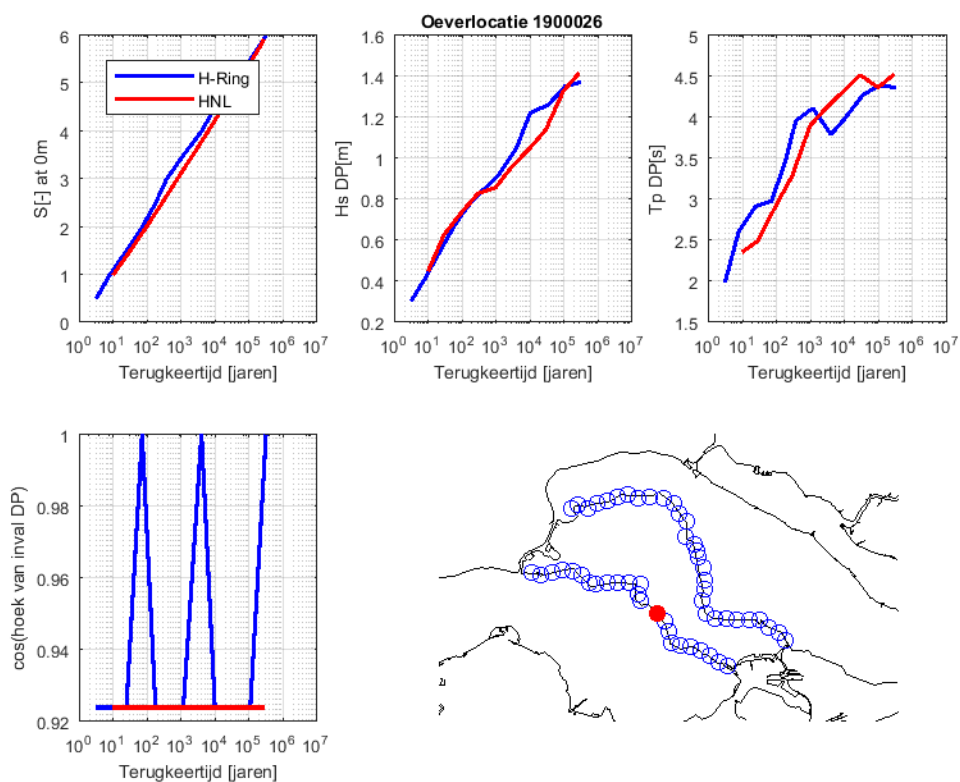 Oeverlocatie 1900026
S[-] at 0m
6
5
4
3
2
1
0
H-Ring
HNL
10^0 10^1 10^2 10^3 10^4 10^5 10^6 10^7
Terugkeertijd [jaren]
Hs DP[m]
1.6
1.4
1.2
1
0.8
0.6
0.4
0.2
10^0 10^1 10^2 10^3 10^4 10^5 10^6 10^7
Terugkeertijd [jaren]
Tp DP[s]
5
4.5
4
3.5
3
2.5
2
1.5
10^0 10^1 10^2 10^3 10^4 10^5 10^6 10^7
Terugkeertijd [jaren]
cos(hoek van inval DP)
1
0.98
0.96
0.94
0.92
10^0 10^1 10^2 10^3 10^4 10^5 10^6 10^7
Terugkeertijd [jaren]